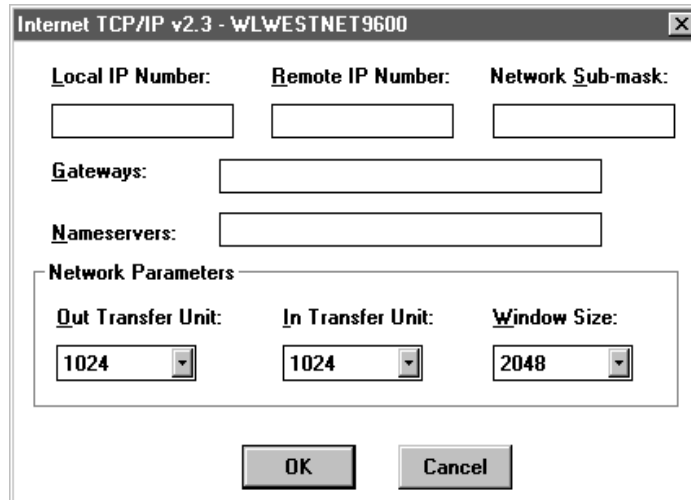 Internet TCP/IP v2.3 - WLWESTNET9600
Local IP Number: Remote IP Number: Network Sub-mask:
Gateways:
Nameservers:
Network Parameters
Out Transfer Unit: In Transfer Unit: Window Size:
1024 1024 2048
OK Cancel